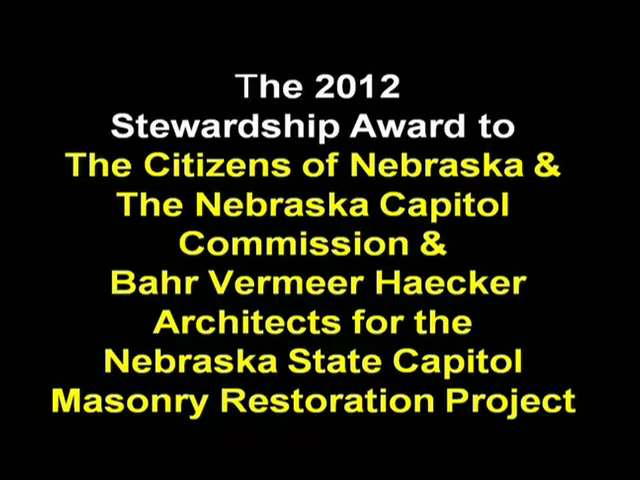 The 2012
Stewardship Award to
The Citizens of Nebraska &
The Nebraska Capitol
Commission &
Bahr Vermeer Haecker
Architects for the
Nebraska State Capitol
Masonry Restoration Project